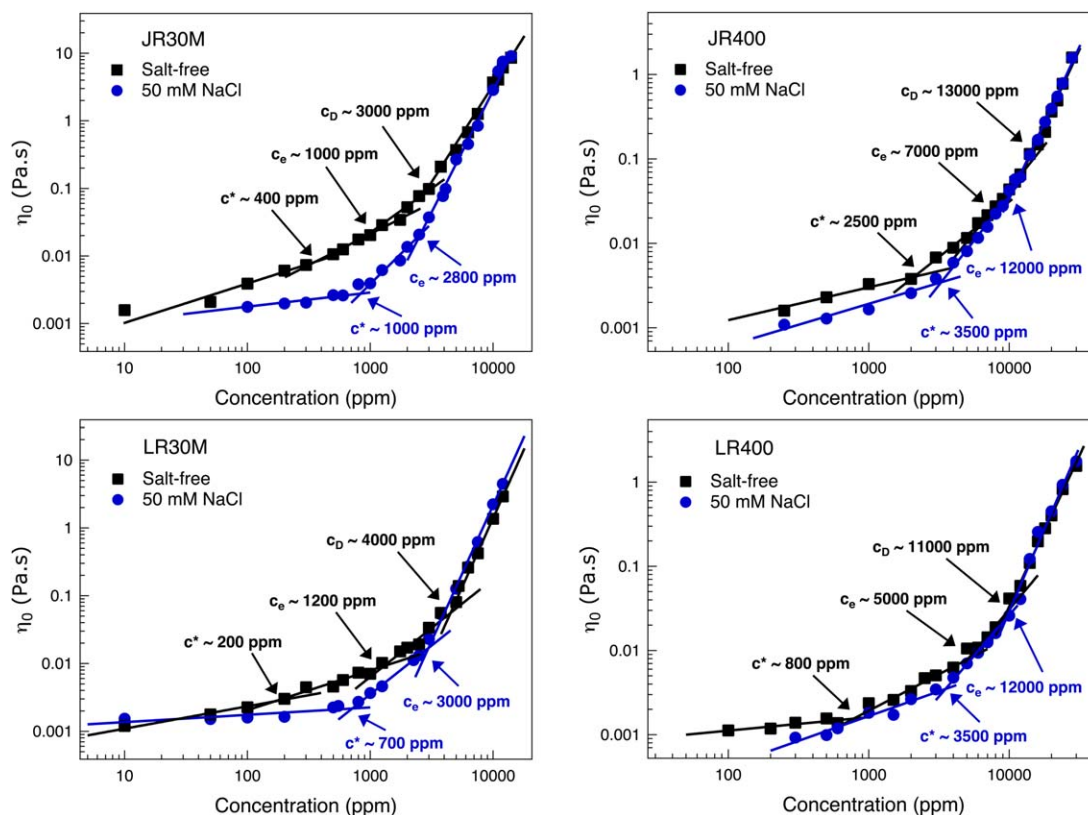 JR30M
Salt-free
50 mM NaCl
c_D ~ 3000 ppm
c_e ~ 1000 ppm
c* ~ 400 ppm
c_e ~ 2800 ppm
c* ~ 1000 ppm
10
1
0.1
0.01
0.001
η₀ (Pa.s)
10
100
1000
10000
Concentration (ppm)
JR400
Salt-free
50 mM NaCl
c_D ~ 13000 ppm
c_e ~ 7000 ppm
c* ~ 2500 ppm
c_e ~ 12000 ppm
c* ~ 3500 ppm
1
0.1
0.01
0.001
η₀ (Pa.s)
100
1000
10000
Concentration (ppm)
LR30M
Salt-free
50 mM NaCl
c_D ~ 4000 ppm
c_e ~ 1200 ppm
c* ~ 200 ppm
c_e ~ 3000 ppm
c* ~ 700 ppm
10
1
0.1
0.01
0.001
η₀ (Pa.s)
10
100
1000
10000
Concentration (ppm)
LR400
Salt-free
50 mM NaCl
c_D ~ 11000 ppm
c_e ~ 5000 ppm
c* ~ 800 ppm
c_e ~ 12000 ppm
c* ~ 3500 ppm
1
0.1
0.01
0.001
η₀ (Pa.s)
100
1000
10000
Concentration (ppm)